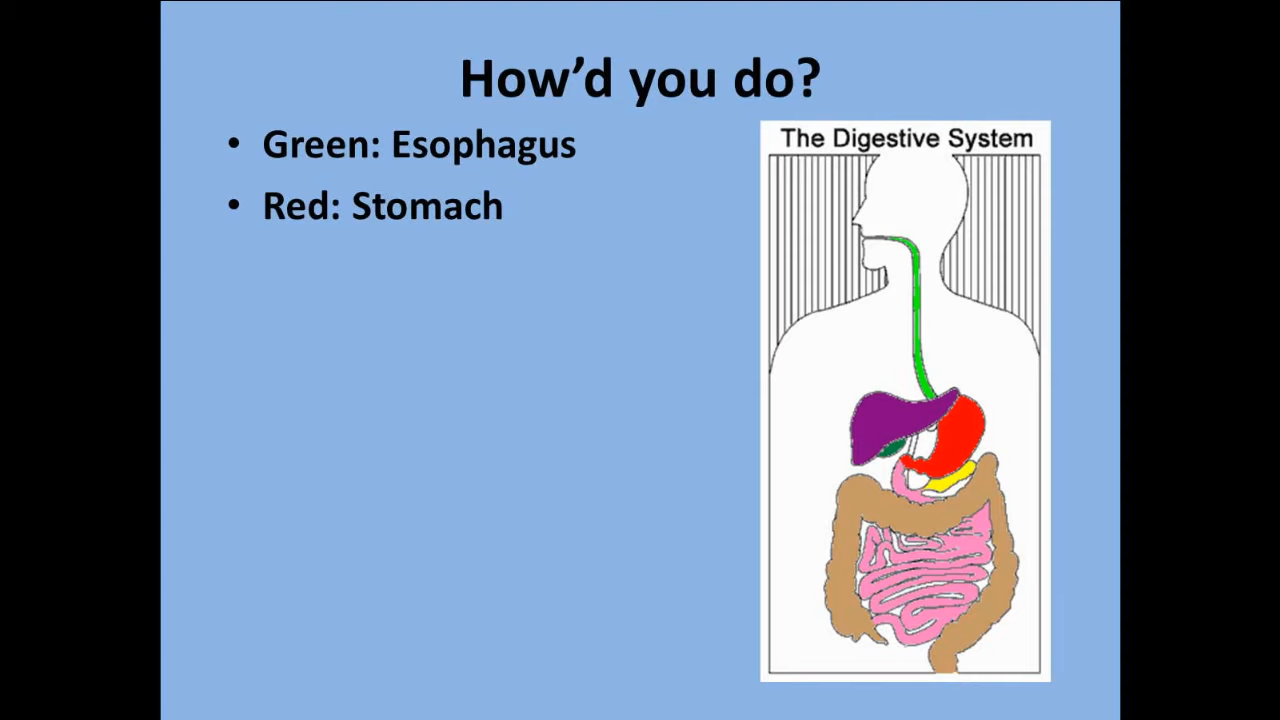 How’d you do?
• Green: Esophagus
• Red: Stomach
The Digestive System